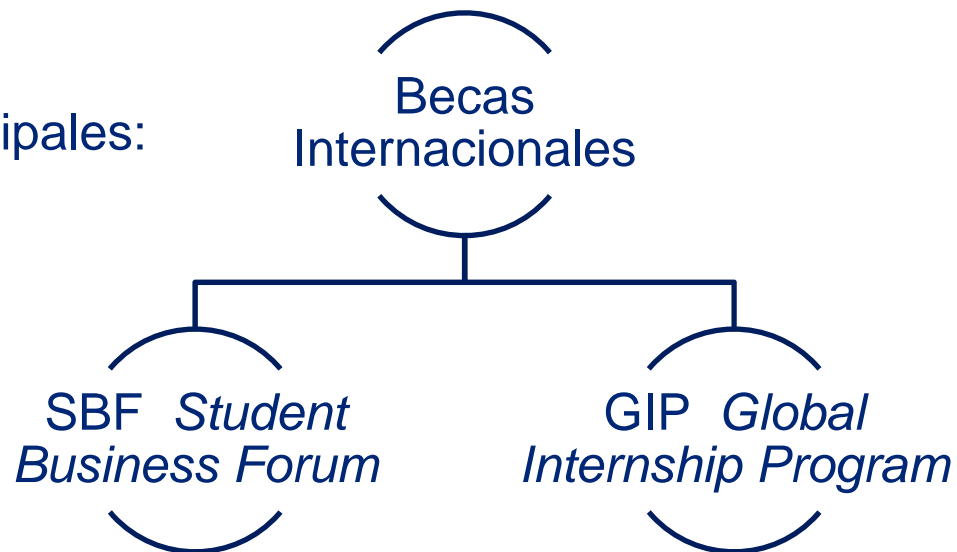 Becas
ipales:
Internacionales
SBF Student
Business Forum
GIP Global
Internship Program